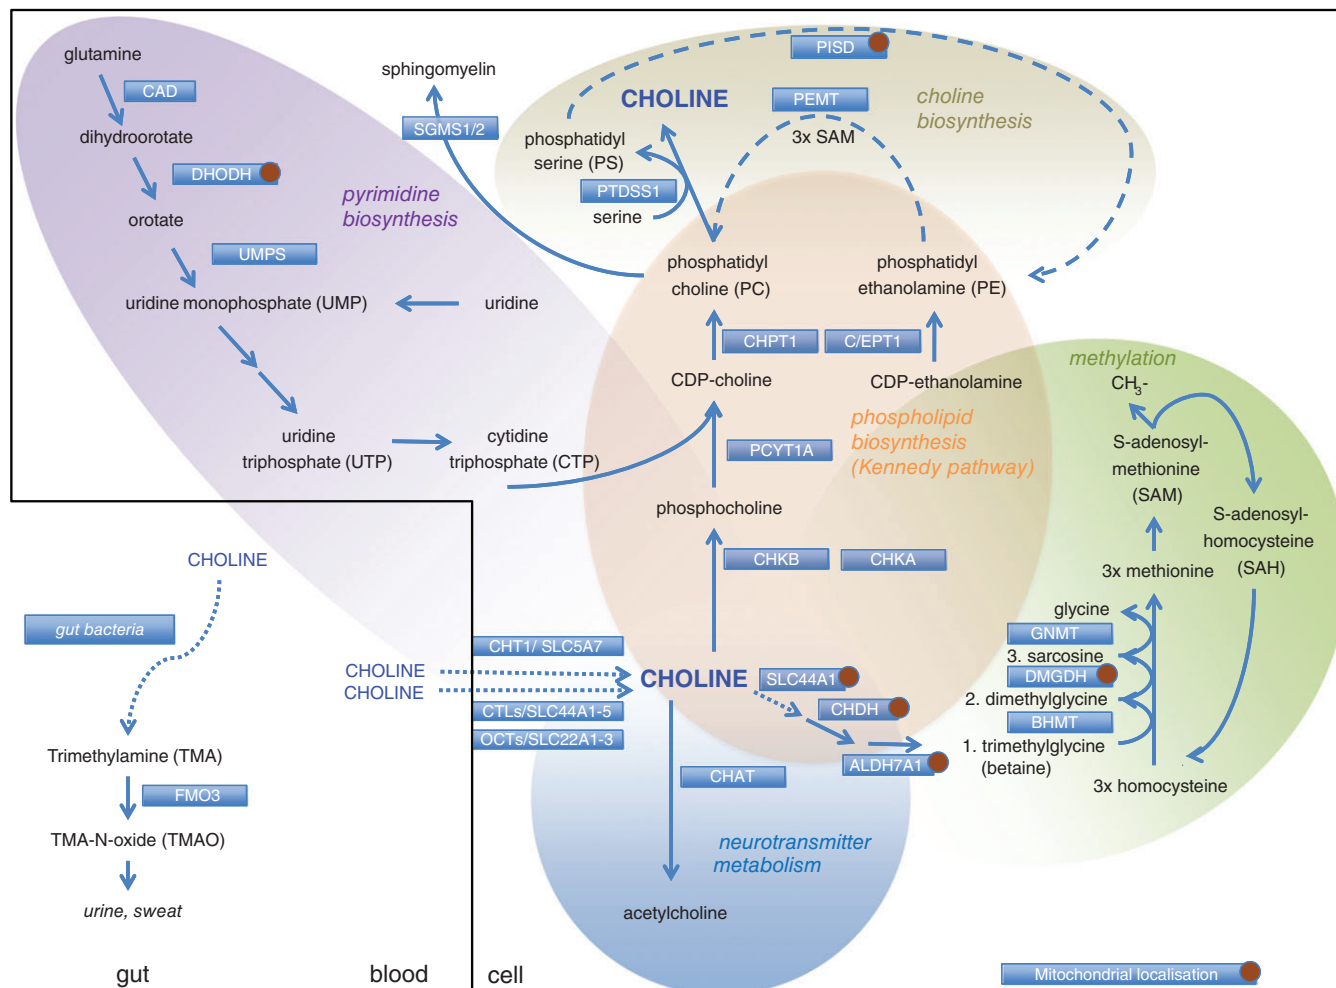 glutamine
CAD
dihydroorotate
DHODH
orotate
UMPS
uridine monophosphate (UMP)
uridine
pyrimidine
biosynthesis
uridine
triphosphate (UTP)
cytidine
triphosphate (CTP)
sphingomyelin
SGMS1/2
PISD
CHOLINE
PEMT
3x SAM
choline
biosynthesis
phosphatidyl
serine (PS)
PTDSS1
serine
phosphatidyl
choline (PC)
phosphatidyl
ethanolamine (PE)
CHPT1
C/EPT1
CDP-choline
CDP-ethanolamine
phospholipid
biosynthesis
(Kennedy pathway)
PCYT1A
phosphocholine
CHKB
CHKA
methylation
CH3-
S-adenosyl-
methionine
(SAM)
S-adenosyl-
homocysteine
(SAH)
3x methionine
glycine
GNMT
3. sarcosine
DMGDH
2. dimethylglycine
BHMT
1. trimethylglycine
(betaine)
3x homocysteine
CHOLINE
gut bacteria
CHT1/ SLC5A7
CHOLINE
CHOLINE
CHOLINE
CTLs/SLC44A1-5
OCTs/SLC22A1-3
SLC44A1
CHDH
ALDH7A1
CHAT
neurotransmitter
metabolism
acetylcholine
Trimethylamine (TMA)
FMO3
TMA-N-oxide (TMAO)
urine, sweat
gut
blood
cell
Mitochondrial localisation